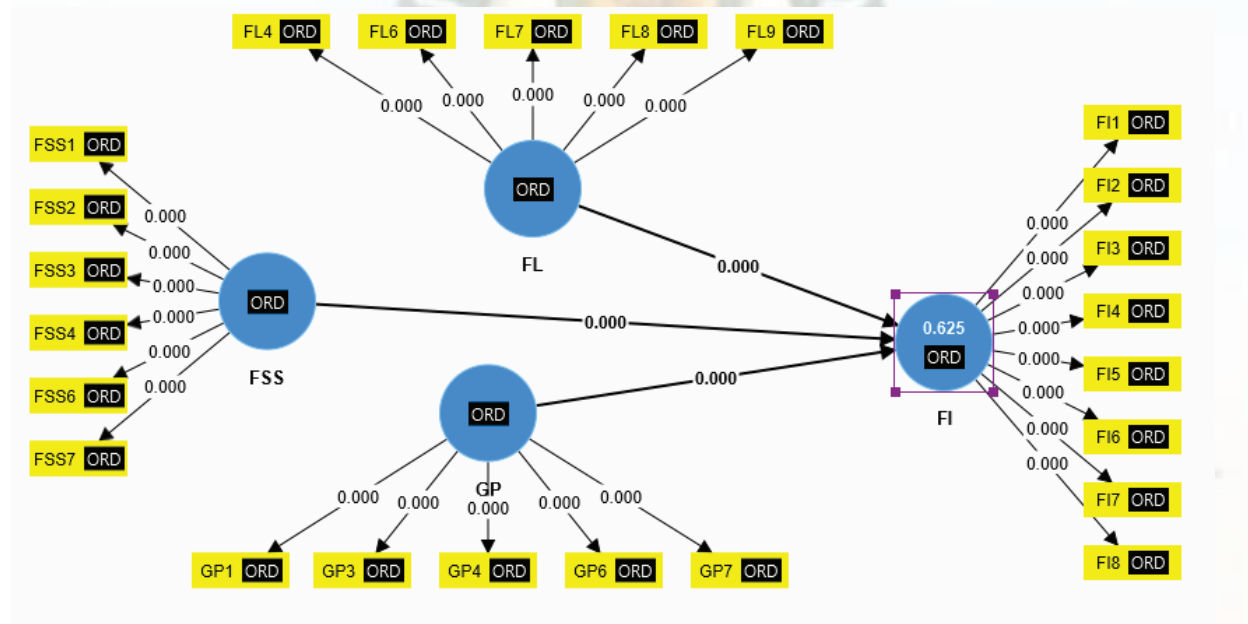 FL4 ORD
FL6 ORD
FL7 ORD
FL8 ORD
FL9 ORD
0.000
0.000
0.000
0.000
0.000
ORD
FL
FSS1 ORD
FSS2 ORD
FSS3 ORD
FSS4 ORD
FSS6 ORD
FSS7 ORD
0.000
0.000
0.000
0.000
0.000
0.000
ORD
FSS
0.000
0.000
0.000
ORD
GP
0.000
0.000
0.000
0.000
0.000
GP1 ORD
GP3 ORD
GP4 ORD
GP6 ORD
GP7 ORD
0.625
ORD
FI
0.000
0.000
0.000
0.000
0.000
0.000
0.000
0.000
FI1 ORD
FI2 ORD
FI3 ORD
FI4 ORD
FI5 ORD
FI6 ORD
FI7 ORD
FI8 ORD